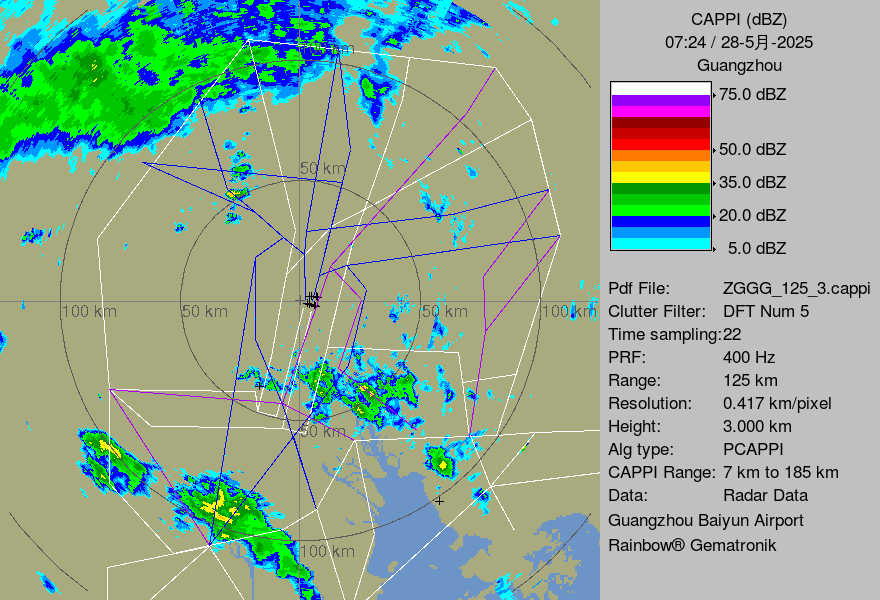 CAPPI (dBZ)
07:24 / 28-5月-2025
Guangzhou
75.0 dBZ
50.0 dBZ
35.0 dBZ
20.0 dBZ
5.0 dBZ
Pdf File: ZGGG_125_3.cappi
Clutter Filter: DFT Num 5
Time sampling:22
PRF: 400 Hz
Range: 125 km
Resolution: 0.417 km/pixel
Height: 3.000 km
Alg type: PCAPPI
CAPPI Range: 7 km to 185 km
Data: Radar Data
Guangzhou Baiyun Airport
Rainbow® Gematronik
100 km
50 km
100 km
50 km
50 km
100 km
50 km
100 km